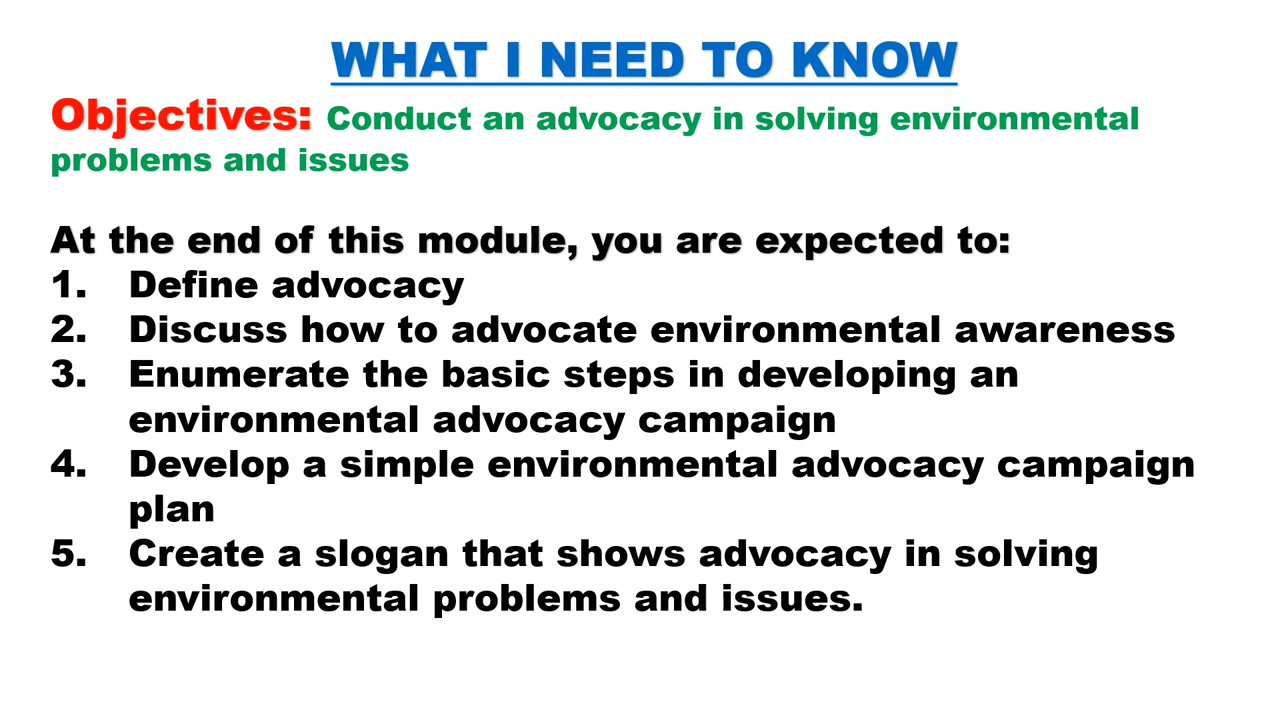 WHAT I NEED TO KNOW
Objectives: Conduct an advocacy in solving environmental
problems and issues
At the end of this module, you are expected to:
1. Define advocacy
2. Discuss how to advocate environmental awareness
3. Enumerate the basic steps in developing an
environmental advocacy campaign
4. Develop a simple environmental advocacy campaign
plan
5. Create a slogan that shows advocacy in solving
environmental problems and issues.